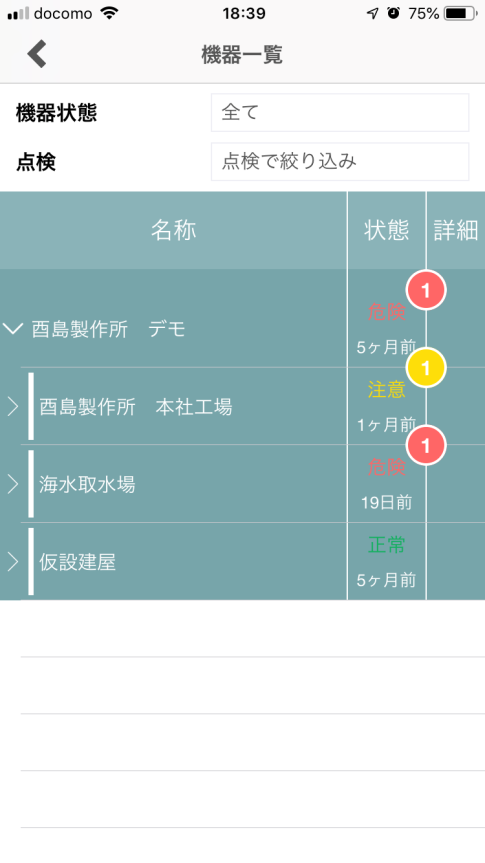 docomo 18:39 75%
機器一覧
機器状態 全て
点検 点検で絞り込み
名称 状態 詳細
1
危険
酉島製作所 デモ
5ヶ月前
1
注意
酉島製作所 本社工場
1ヶ月前
1
危険
海水取水場
19日前
正常
仮設建屋
5ヶ月前